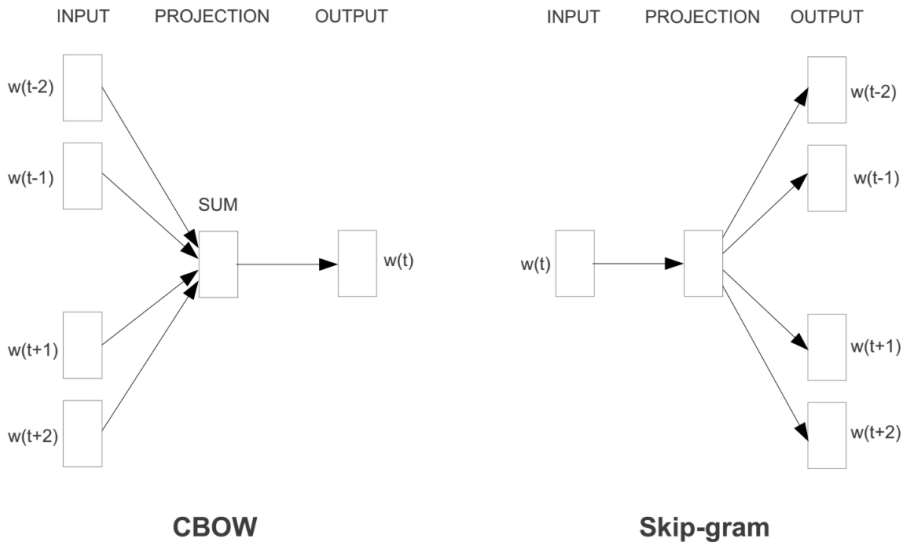 INPUT PROJECTION OUTPUT
w(t-2)
w(t-1)
SUM
w(t)
w(t+1)
w(t+2)
CBOW
INPUT PROJECTION OUTPUT
w(t-2)
w(t-1)
w(t)
w(t+1)
w(t+2)
Skip-gram